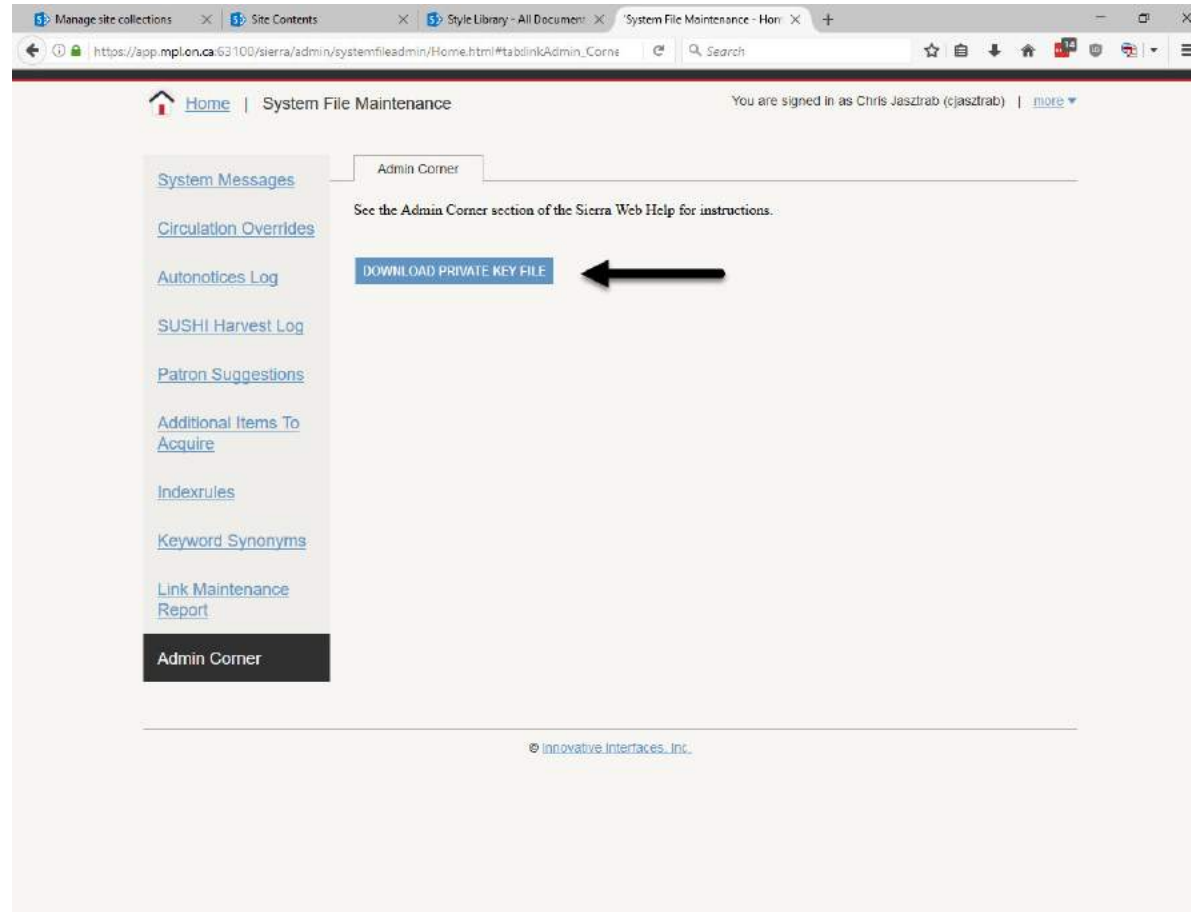 Manage site collections
Site Contents
Style Library - All Document
'System File Maintenance - Hom
https://app.mpl.on.ca:63100/sierra/admin/systemfileadmin/Home.html#tab:linkAdmin_Corne
Search
14
Home | System File Maintenance
You are signed in as Chris Jasztrab (cjasztrab) | more
System Messages
Circulation Overrides
Autonotices Log
SUSHI Harvest Log
Patron Suggestions
Additional Items To
Acquire
Indexrules
Keyword Synonyms
Link Maintenance
Report
Admin Corner
Admin Corner
See the Admin Corner section of the Sierra Web Help for instructions.
DOWNLOAD PRIVATE KEY FILE
© Innovative Interfaces, Inc.